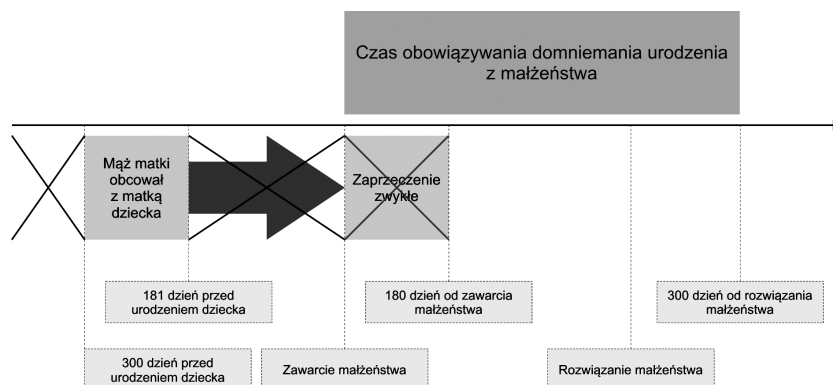 Czas obowiązywania domniemania urodzenia
z małżeństwa
Mąż matki
obcował
z matką
dziecka
Zaprzęczenie
zwykłe
181 dzień przed
urodzeniem dziecka
180 dzień od zawarcia
małżeństwa
300 dzień od rozwiązania
małżeństwa
300 dzień przed
urodzeniem dziecka
Zawarcie małżeństwa
Rozwiązanie małżeństwa